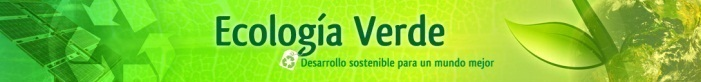 Ecología Verde
Desarrollo sostenible para un mundo mejor